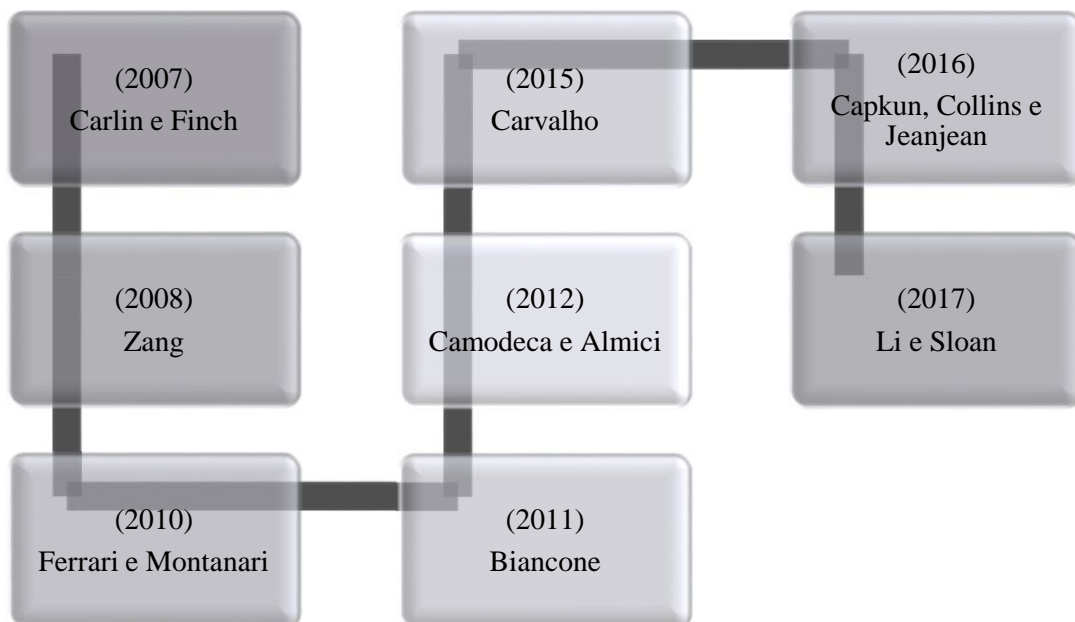 (2007)
Carlin e Finch
(2008)
Zang
(2010)
Ferrari e Montanari
(2011)
Biancone
(2012)
Camodeca e Almici
(2015)
Carvalho
(2016)
Capkun, Collins e
Jeanjean
(2017)
Li e Sloan